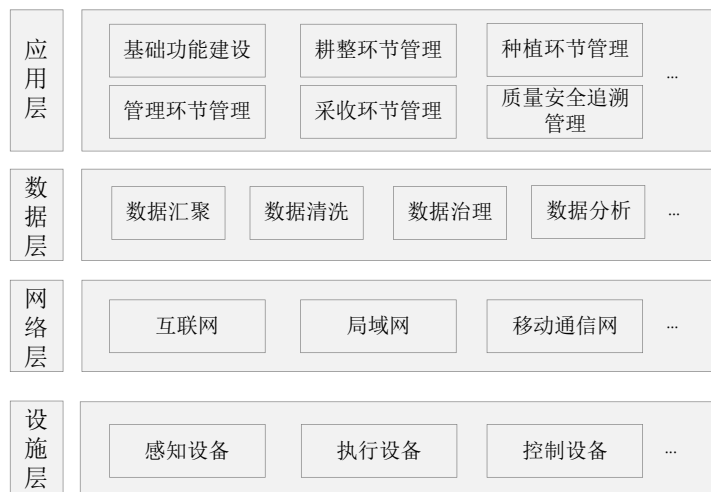 应用层
基础功能建设
耕整环节管理
种植环节管理
...
管理环节管理
采收环节管理
质量安全追溯
管理
数据层
数据汇聚
数据清洗
数据治理
数据分析
...
网络层
互联网
局域网
移动通信网
...
设施层
感知设备
执行设备
控制设备
...